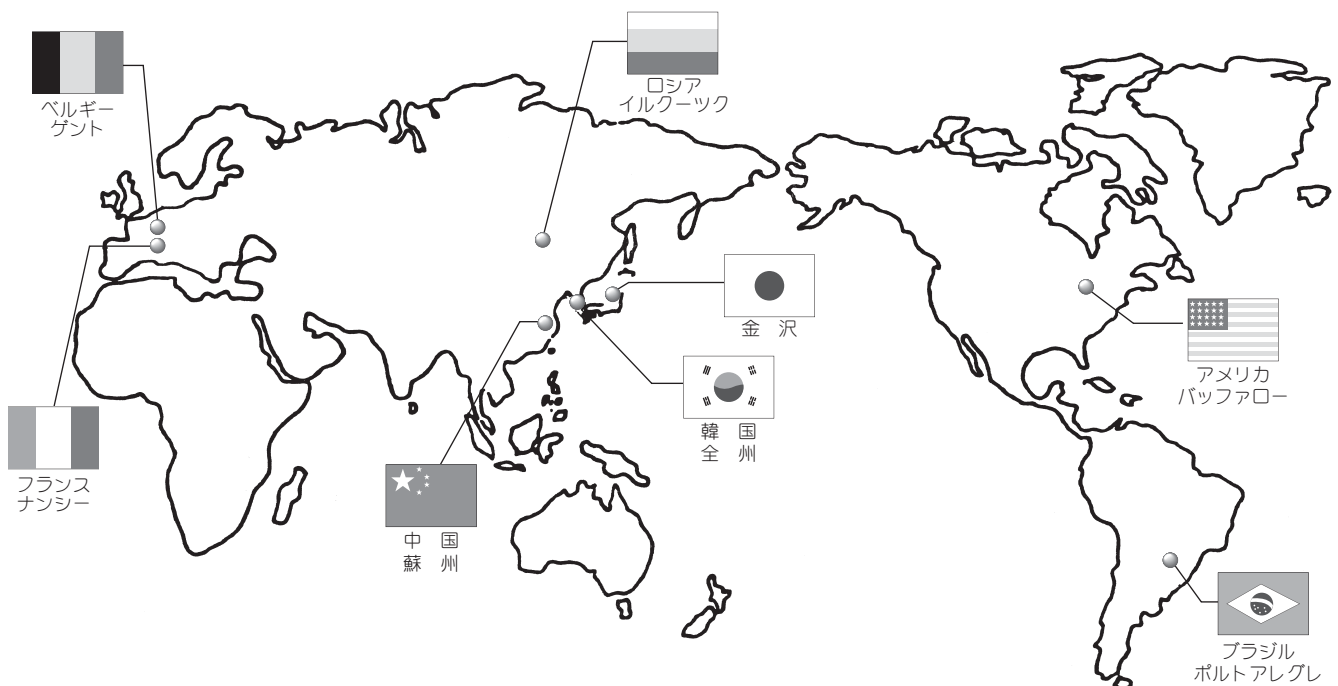 ベルギー
ゲント
ロシア
イルクーツク
金　沢
アメリカ
バッファロー
韓　国
全　州
フランス
ナンシー
中　国
蘇　州
ブラジル
ポルトアレグレ